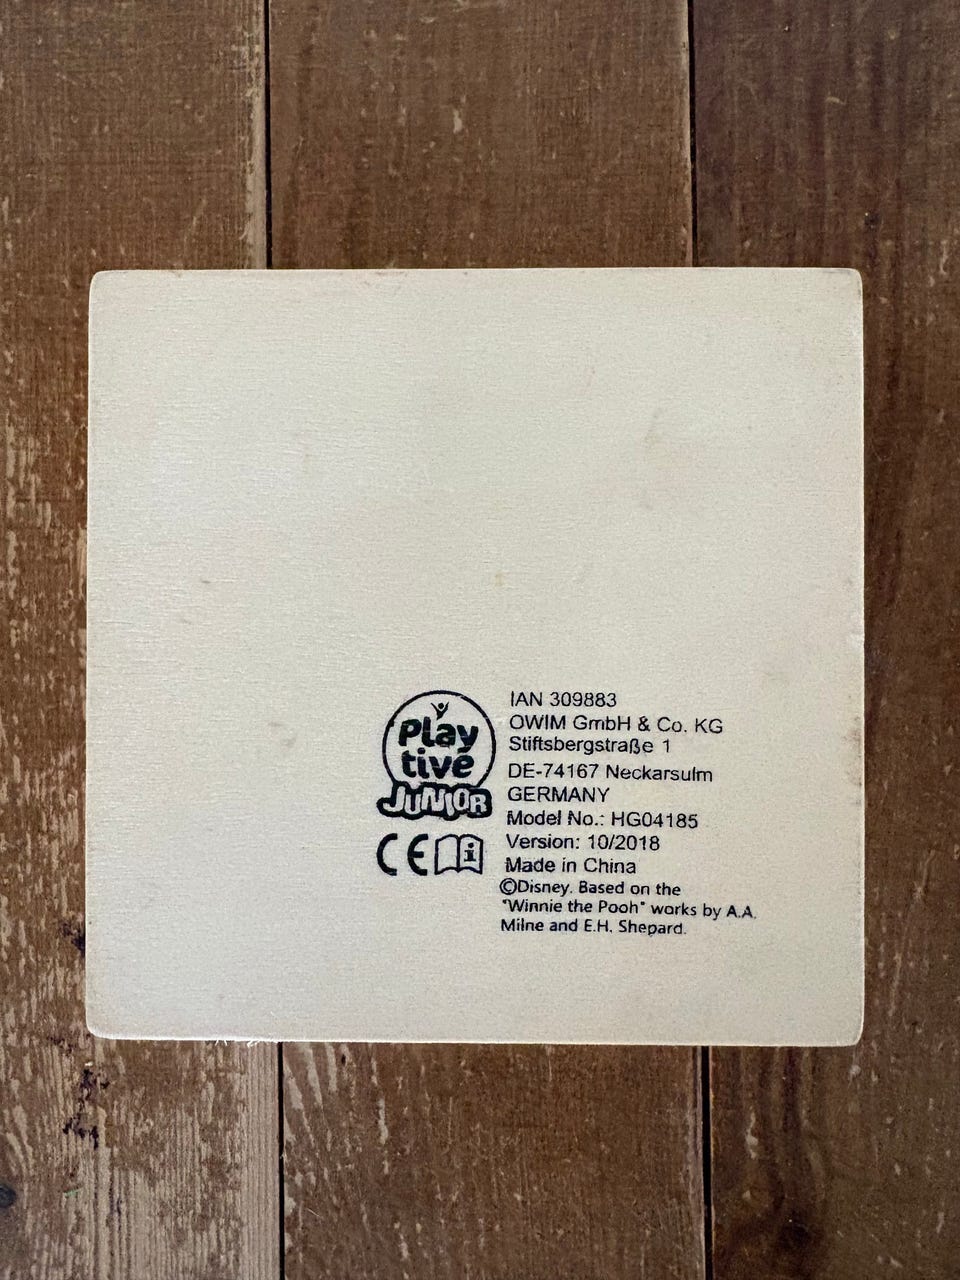 Play
tive
JUNIOR
CE
i
IAN 309883
OWIM GmbH & Co. KG
Stiftsbergstraße 1
DE-74167 Neckarsulm
GERMANY
Model No.: HG04185
Version: 10/2018
Made in China
©Disney. Based on the
"Winnie the Pooh" works by A.A.
Milne and E.H. Shepard.